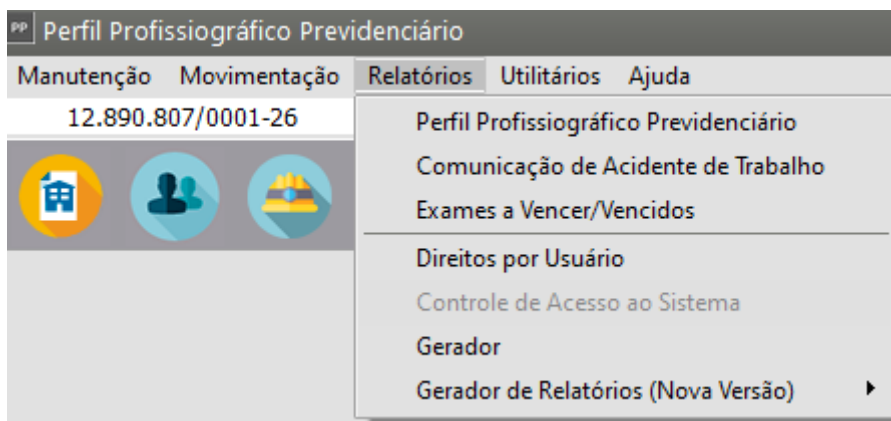 PP Perfil Profissiográfico Previdenciário
Manutenção Movimentação Relatórios Utilitários Ajuda
12.890.807/0001-26
Perfil Profissiográfico Previdenciário
Comunicação de Acidente de Trabalho
Exames a Vencer/Vencidos
Direitos por Usuário
Controle de Acesso ao Sistema
Gerador
Gerador de Relatórios (Nova Versão)